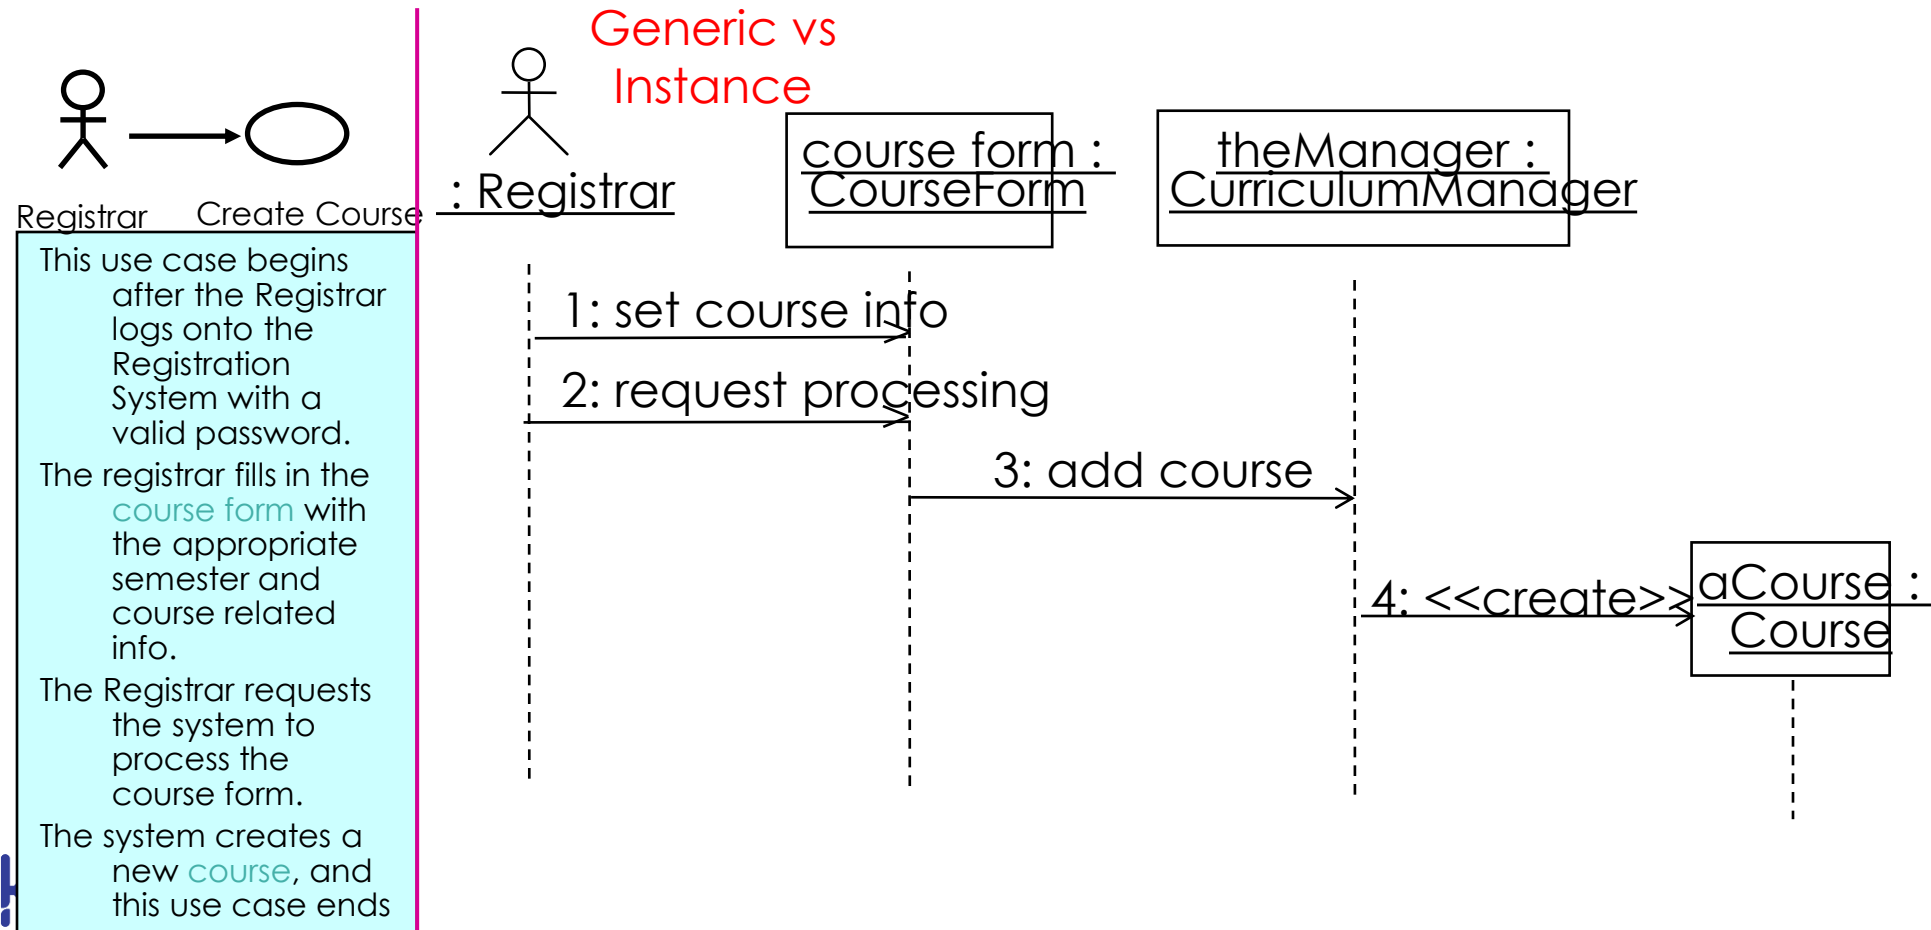 Registrar
Create Course
This use case begins
after the Registrar
logs onto the
Registration
System with a
valid password.
The registrar fills in the
course form with
the appropriate
semester and
course related
info.
The Registrar requests
the system to
process the
course form.
The system creates a
new course, and
this use case ends
Generic vs
Instance
: Registrar
course form :
CourseForm
theManager :
CurriculumManager
1: set course info
2: request processing
3: add course
4: <<create>>
aCourse :
Course